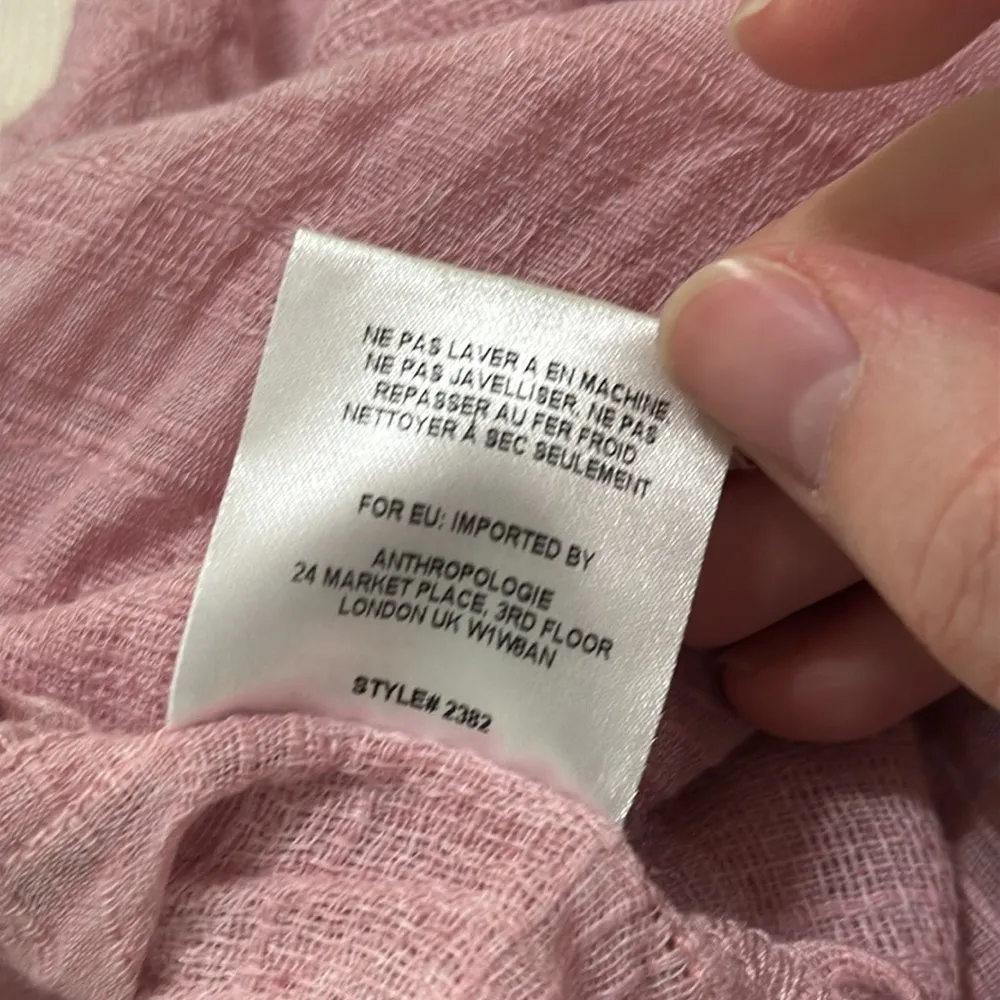 NE PAS LAVER A EN MACHINE
NE PAS JAVELLISER, NE PAS
REPASSER AU FER FROID
NETTOYER À SEC SEULEMENT
FOR EU: IMPORTED BY
ANTHROPOLOGIE
24 MARKET PLACE, 3RD FLOOR
LONDON UK W1W8AN
STYLE# 2382